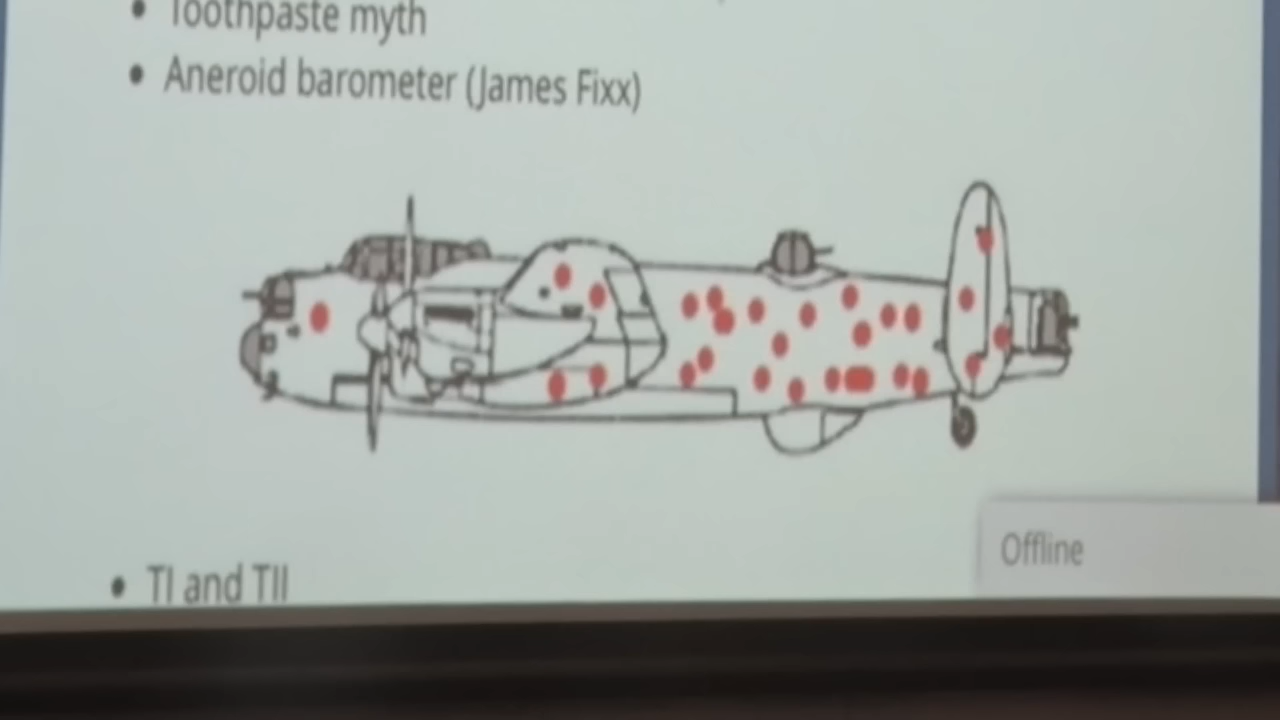 • Toothpaste myth
• Aneroid barometer (James Fixx)
Offline
• TI and TII